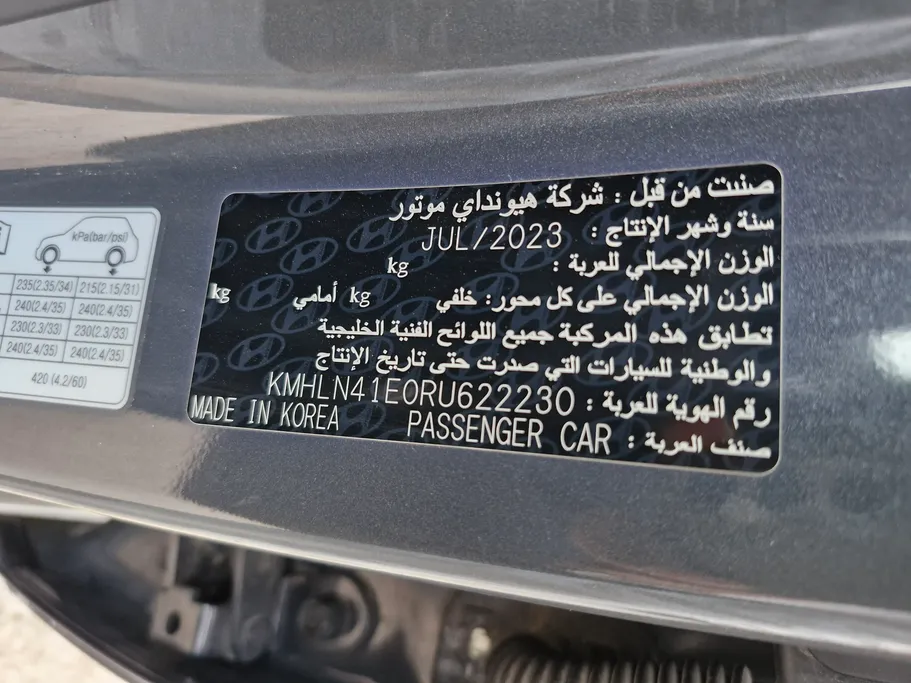 kPa(bar/psi)
235(2.35/34) 215(2.15/31)
240(2.4/35) 240(2.4/35)
230(2.3/33) 230(2.3/33)
240(2.4/35) 240(2.4/35)
420 (4.2/60)
صنعت من قبل : شركة هيونداي موتور
سنة وشهر الإنتاج : JUL/2023
الوزن الإجمالي للعربة : kg
الوزن الإجمالي على كل محور: خلفي kg أمامي kg
تطابق هذه المركبة جميع اللوائح الفنية الخليجية
والوطنية للسيارات التي صدرت حتى تاريخ الإنتاج
رقم الهوية للعربة : KMHLN41E0RU622230
صنف العربة : PASSENGER CAR MADE IN KOREA